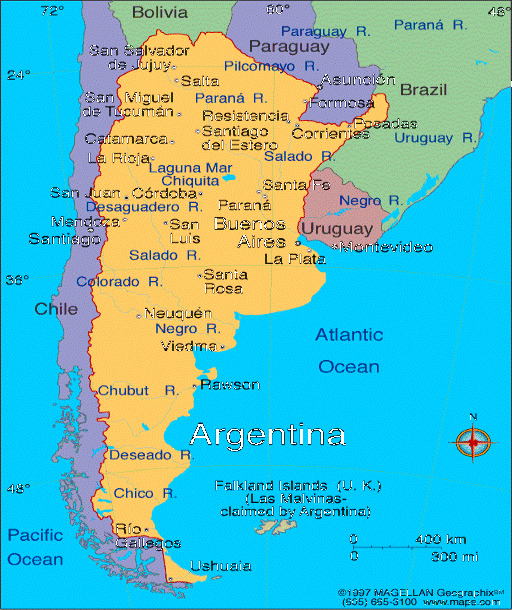 72°
Bolivia
60°
48°
Paraguay R.
Paraná R.
San Salvador
de Jujuy
Paraguay
Pilcomayo R.
24°
Salta
Asunción
Brazil
San Miguel
de Tucumán
Paraná R.
Formosa
Resistencia
Posadas
Catamarca
Santiago
del Estero
Corrientes
Uruguay R.
La Rioja
Salado R.
Laguna Mar
Chiquita
Santa Fe
San Juan
Córdoba
Desaguadero R.
Paraná
Negro R.
Mendoza
San
Luis
Buenos
Aires
Uruguay
Santiago
Montevideo
Salado R.
La Plata
36°
Colorado R.
Santa
Rosa
Chile
Neuquén
Negro R.
Atlantic
Ocean
Viedma
Chubut R.
Rawson
Argentina
N
Deseado R.
48°
Chico R.
Falkland Islands (U. K.)
(Las Malvinas-
claimed by Argentina)
Río
Gallegos
Pacific
Ocean
0 400 km
0 300 mi
Ushuaia
©1997 MAGELLAN Geographix℠
(805) 685-3100 www.maps.com